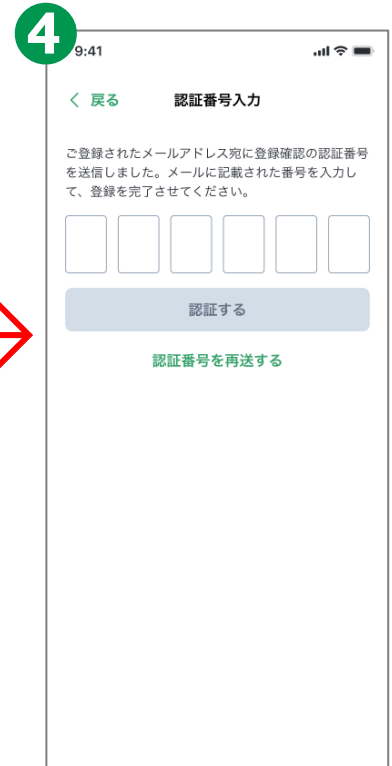 4
9:41
戻る 認証番号入力
ご登録されたメールアドレス宛に登録確認の認証番号
を送信しました。メールに記載された番号を入力し
て、登録を完了させてください。
認証する
認証番号を再送する